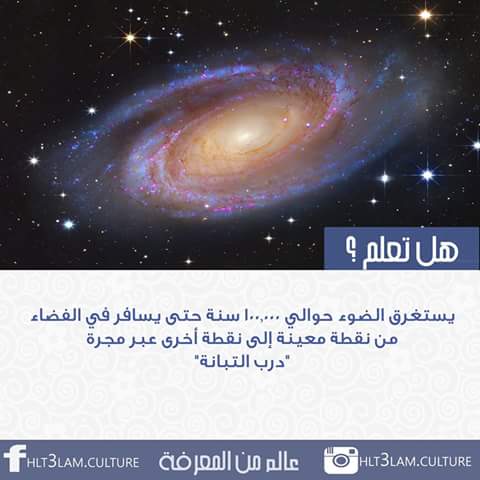 هل تعلم ؟
يستغرق الضوء حوالي ١٠٠,٠٠٠ سنة حتى يسافر في الفضاء
من نقطة معينة إلى نقطة أخرى عبر مجرة
"درب التبانة"
HLT3LAM.CULTURE عالم من المعرفة HLT3LAM.CULTURE